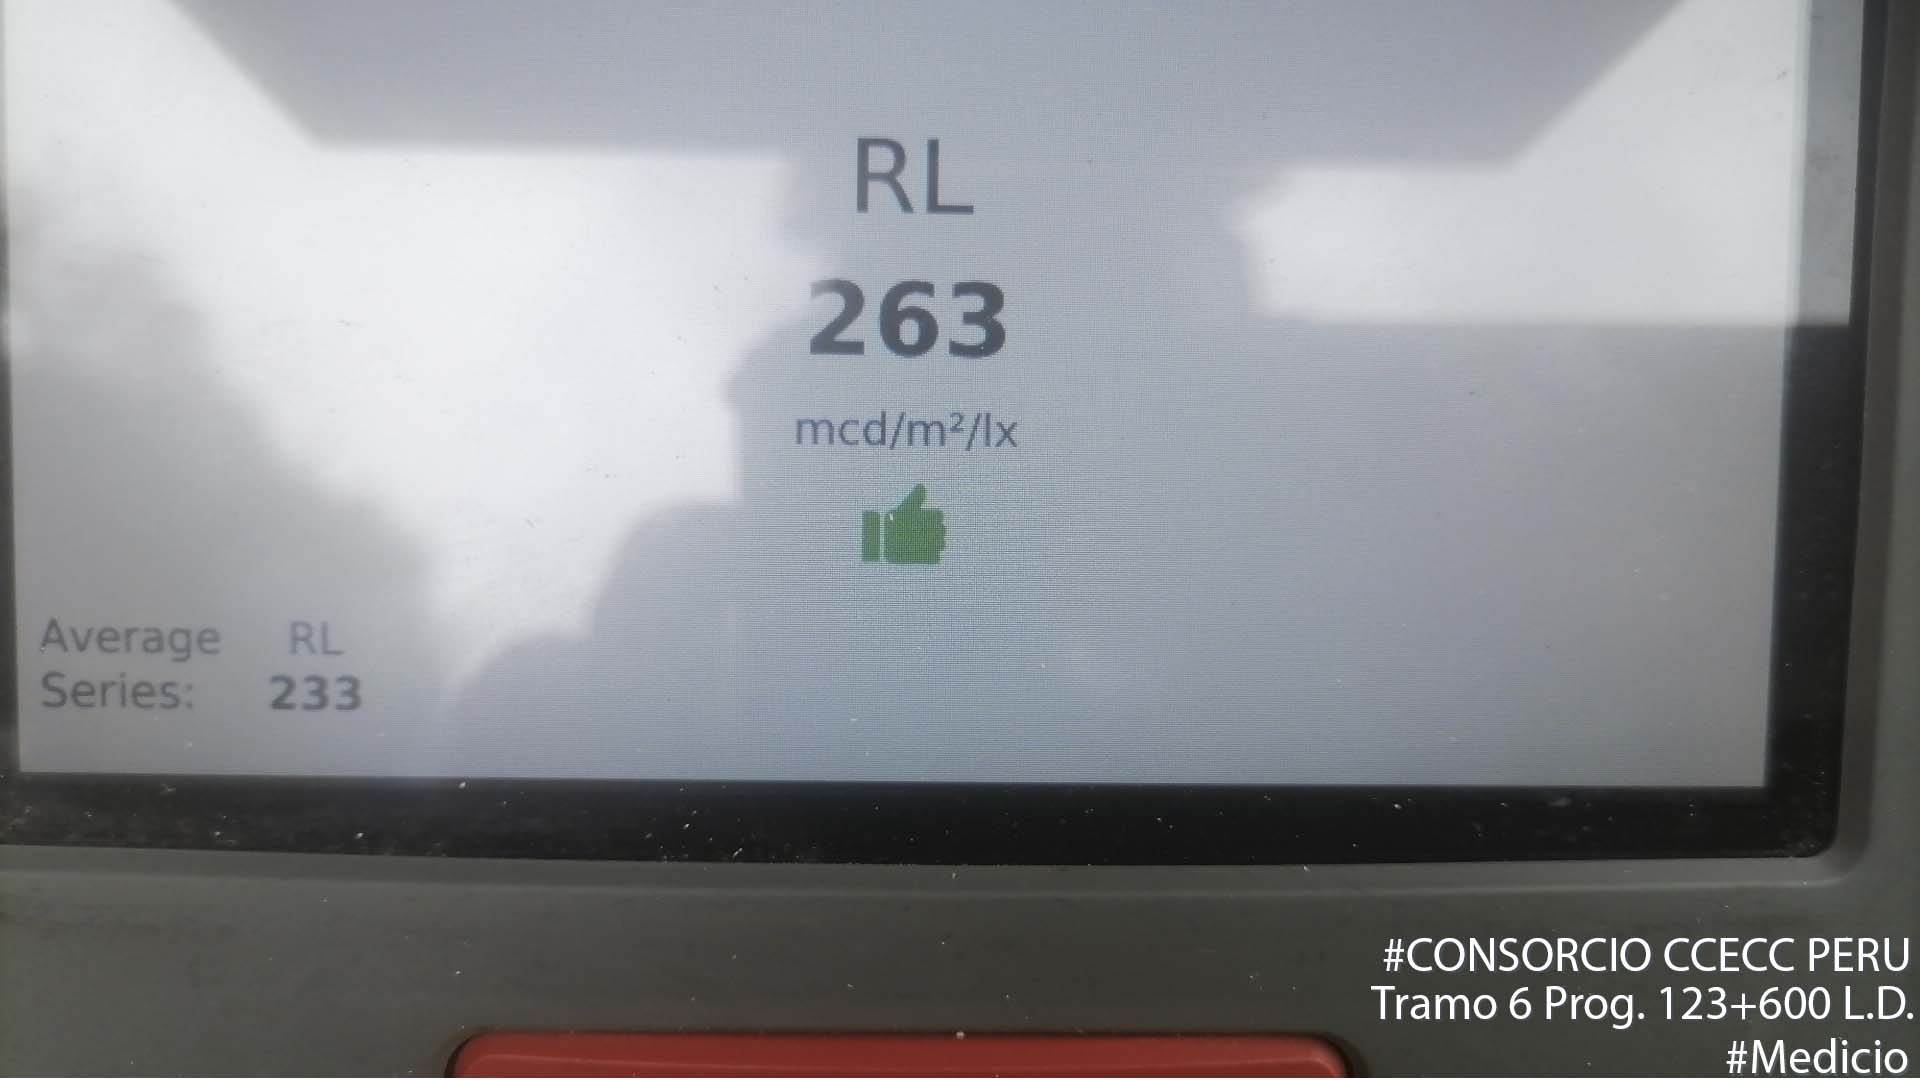 RL
263
mcd/m²/lx
Average RL
Series: 233
#CONSORCIO CCECC PERU
Tramo 6 Prog. 123+600 L.D.
#Medicio